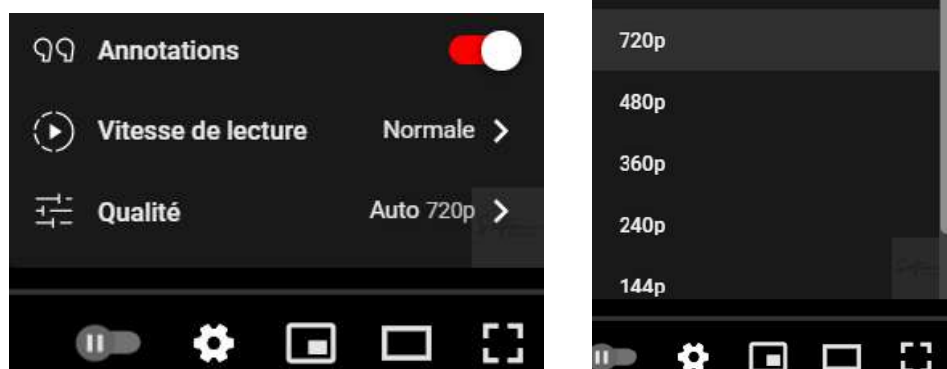 Annotations
Vitesse de lecture Normale
Qualité Auto 720p
720p
480p
360p
240p
144p